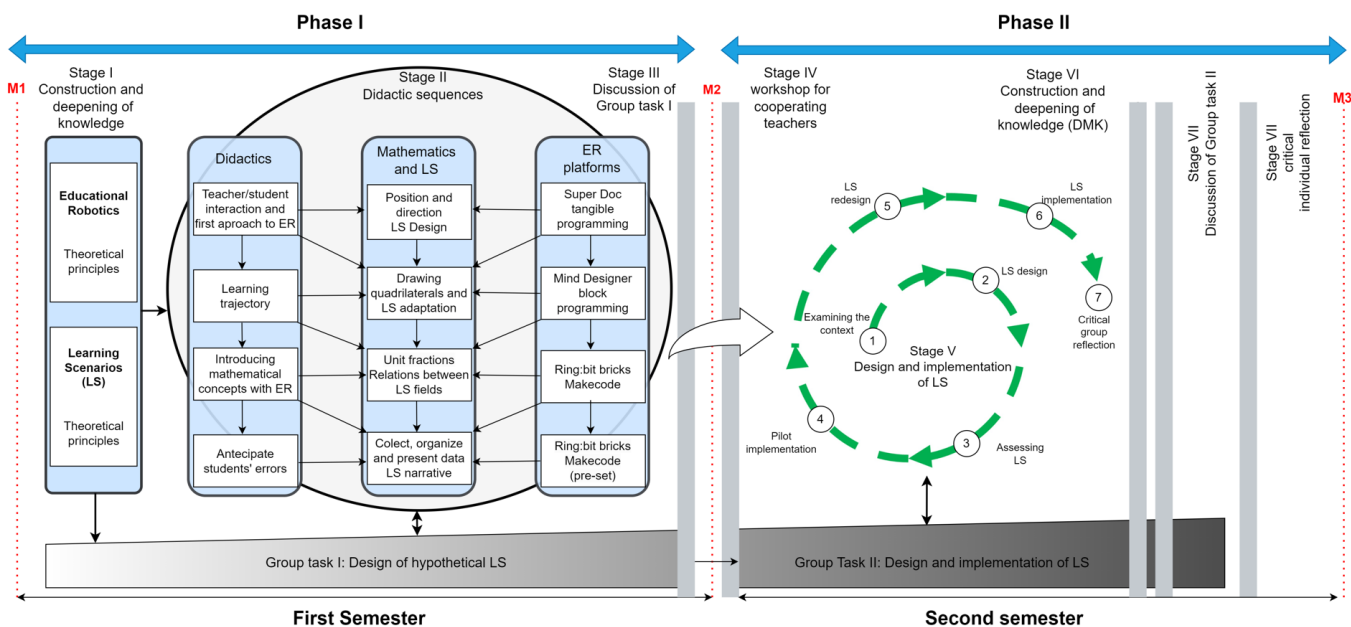 Phase I
Phase II
M1
Stage I
Construction and
deepening of
knowledge
Stage II
Didactic sequences
Stage III
Discussion of
Group task I
M2
Stage IV
workshop for
cooperating
teachers
Stage VI
Construction and
deepening of
knowledge (DMK)
Stage VII
Discussion of Group task II
Stage VII
critical
individual reflection
M3
Educational
Robotics
Theoretical
principles
Learning
Scenarios
(LS)
Theoretical
principles
Didactics
Teacher/student
interaction and
first aproach to ER
Learning
trajectory
Introducing
mathematical
concepts with ER
Antecipate
students' errors
Mathematics
and LS
Position and
direction
LS Design
Drawing
quadrilaterals and
LS adaptation
Unit fractions
Relations between
LS fields
Colect, organize
and present data
LS narrative
ER
platforms
Super Doc
tangible
programming
Mind Designer
block
programming
Ring:bit bricks
Makecode
Ring:bit bricks
Makecode
(pre-set)
LS
redesign
5
LS
implementation
6
2
LS design
Examining the
context
1
7
Critical
group
reflection
Stage V
Design and implementation
of LS
4
Pilot
implementation
3
Assessing
LS
Group task I: Design of hypothetical LS
Group Task II: Design and implementation of LS
First Semester
Second semester